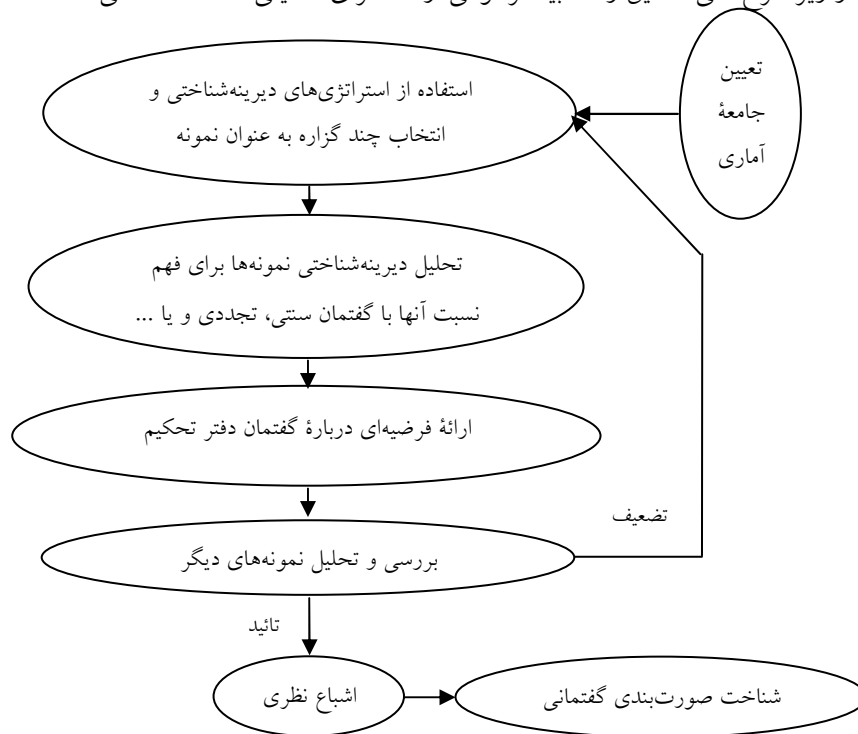 تعیین
جامعهٔ
آماری
استفاده از استراتژی‌های دیرینه‌شناختی و
انتخاب چند گزاره به عنوان نمونه
تحلیل دیرینه‌شناختی نمونه‌ها برای فهم
نسبت آنها با گفتمان سنتی، تجددی و یا ...
ارائهٔ فرضیه‌ای دربارهٔ گفتمان دفتر تحکیم
بررسی و تحلیل نمونه‌های دیگر
تضعیف
تائید
اشباع نظری
شناخت صورت‌بندی گفتمانی